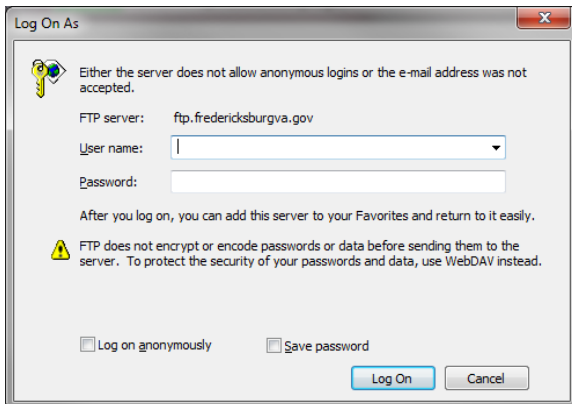 Log On As
Either the server does not allow anonymous logins or the e-mail address was not
accepted.
FTP server: ftp.fredericksburgva.gov
User name:
Password:
After you log on, you can add this server to your Favorites and return to it easily.
FTP does not encrypt or encode passwords or data before sending them to the
server. To protect the security of your passwords and data, use WebDAV instead.
Log on anonymously Save password
Log On Cancel